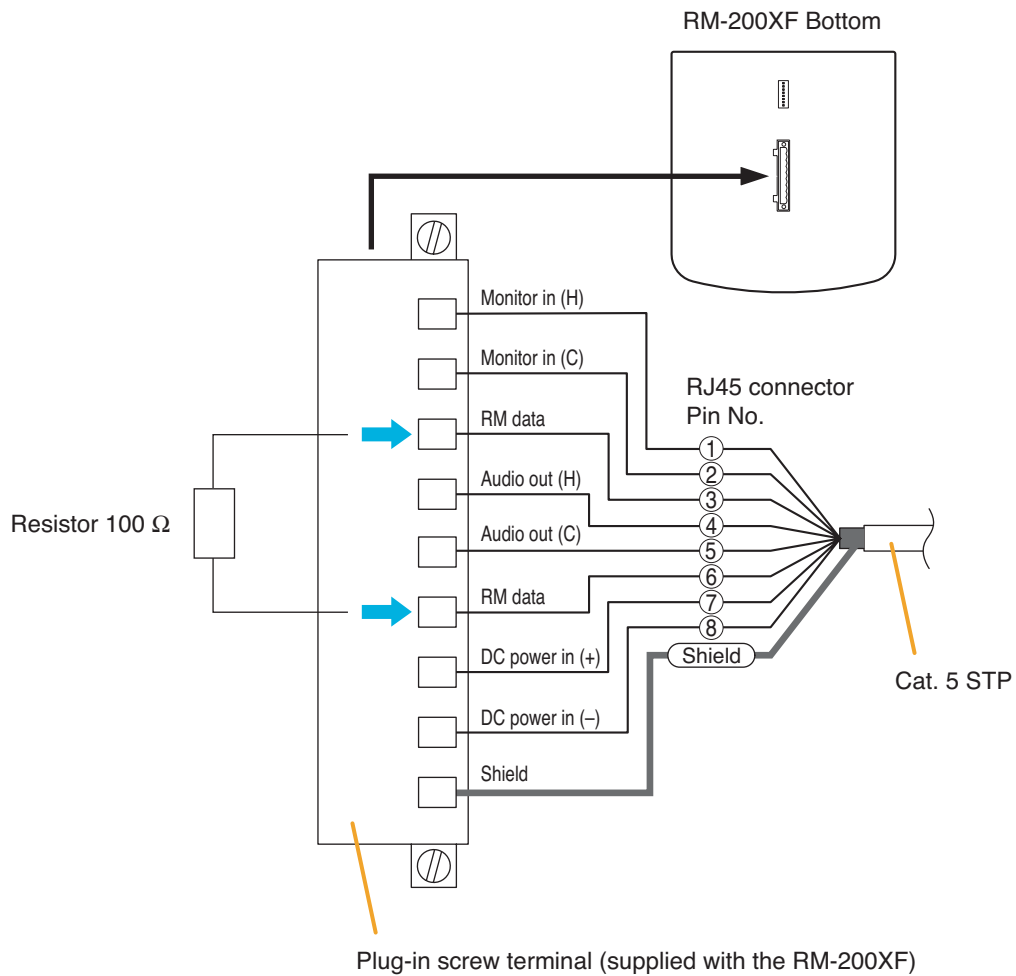 RM-200XF Bottom
Monitor in (H)
Monitor in (C)
RM data
Audio out (H)
Audio out (C)
RM data
DC power in (+)
DC power in (–)
Shield
RJ45 connector
Pin No.
1
2
3
4
5
6
7
8
Shield
Resistor 100 Ω
Cat. 5 STP
Plug-in screw terminal (supplied with the RM-200XF)